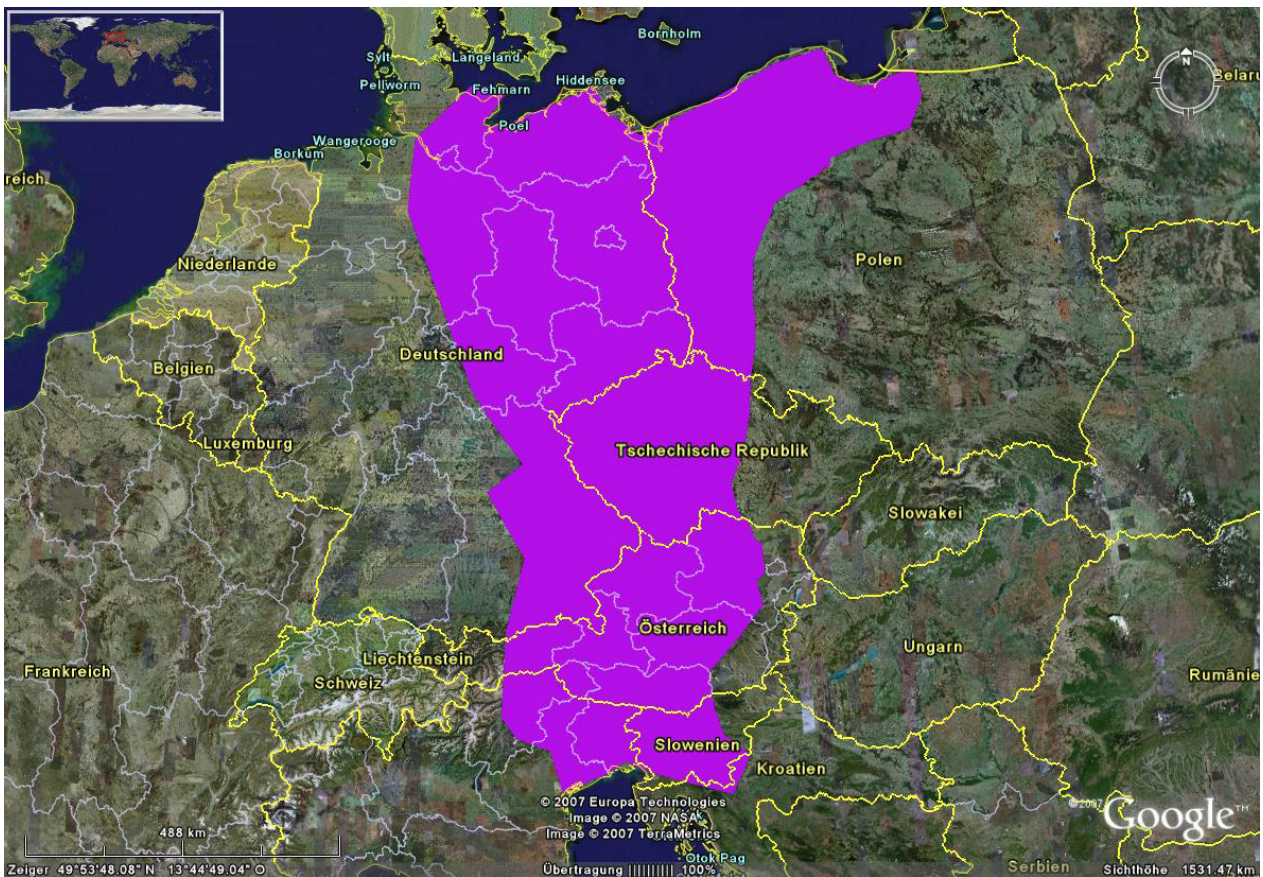 Bornholm
Sylt
Langeland
Pellworm
Fehmarn
Hiddensee
Poel
N
Belaru
Wangerooge
Borkum
reich
Niederlande
Polen
Deutschland
Belgien
Luxemburg
Tschechische Republik
Slowakei
Österreich
Ungarn
Liechtenstein
Frankreich
Schweiz
Rumänie
Slowenien
Kroatien
© 2007 Europa Technologies
Image © 2007 NASA
Image © 2007 TerraMetrics
© 2007 Google™
488 km
Otok Pag
Serbien
Zeiger 49°53'48.08" N 13°44'49.04" O
Übertragung |||||||||| 100%
Sichthöhe 1531.47 km